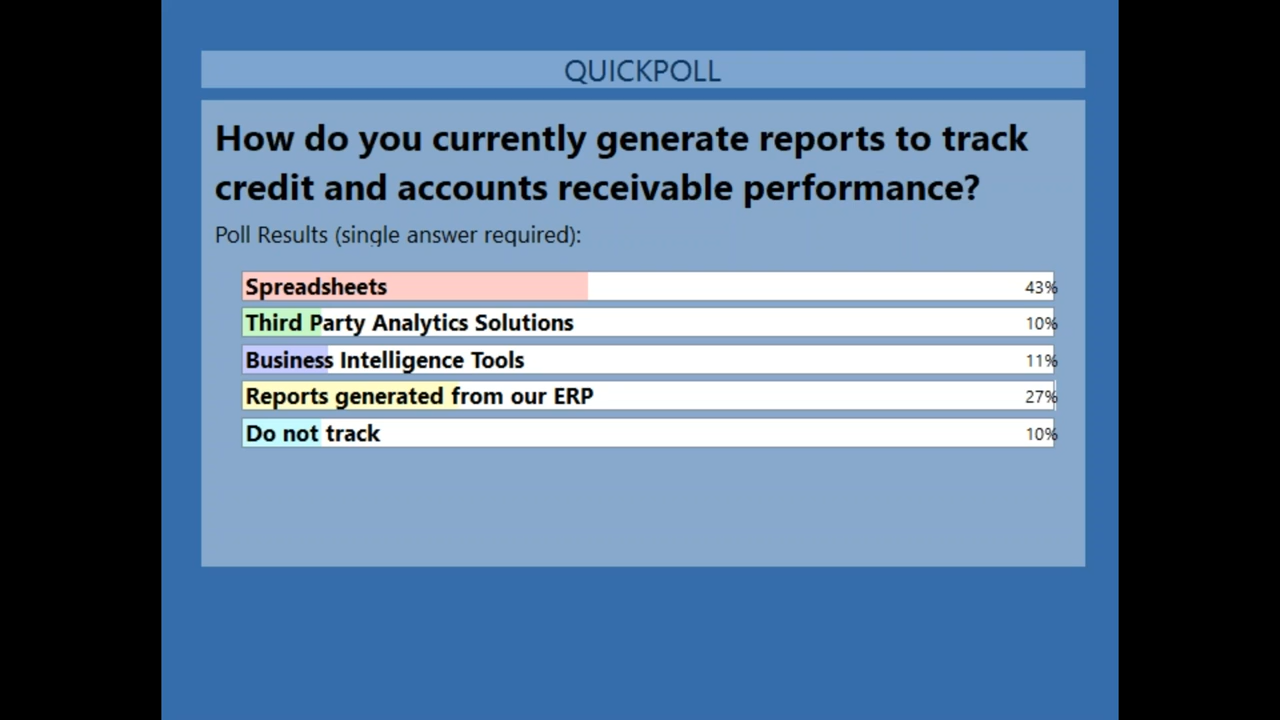 QUICKPOLL
How do you currently generate reports to track
credit and accounts receivable performance?
Poll Results (single answer required):
Spreadsheets 43%
Third Party Analytics Solutions 10%
Business Intelligence Tools 11%
Reports generated from our ERP 27%
Do not track 10%